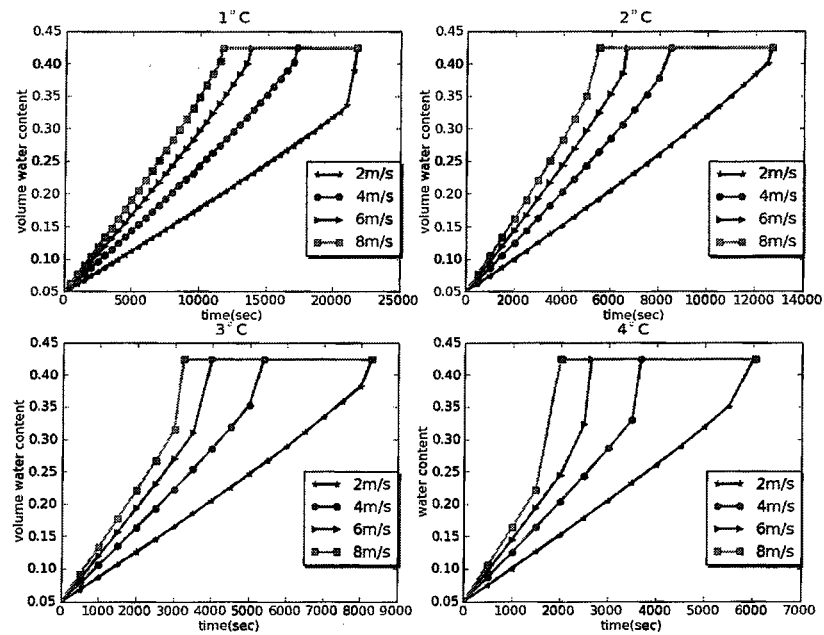 1°C
0.45
0.40
0.35
0.30
0.25
0.20
0.15
0.10
0.05
volume water content
0 5000 10000 15000 20000 25000
time(sec)
2m/s
4m/s
6m/s
8m/s
2°C
0.45
0.40
0.35
0.30
0.25
0.20
0.15
0.10
0.05
volume water content
0 2000 4000 6000 8000 10000 12000 14000
time(sec)
2m/s
4m/s
6m/s
8m/s
3°C
0.45
0.40
0.35
0.30
0.25
0.20
0.15
0.10
0.05
volume water content
0 1000 2000 3000 4000 5000 6000 7000 8000 9000
time(sec)
2m/s
4m/s
6m/s
8m/s
4°C
0.45
0.40
0.35
0.30
0.25
0.20
0.15
0.10
0.05
water content
0 1000 2000 3000 4000 5000 6000 7000
time(sec)
2m/s
4m/s
6m/s
8m/s